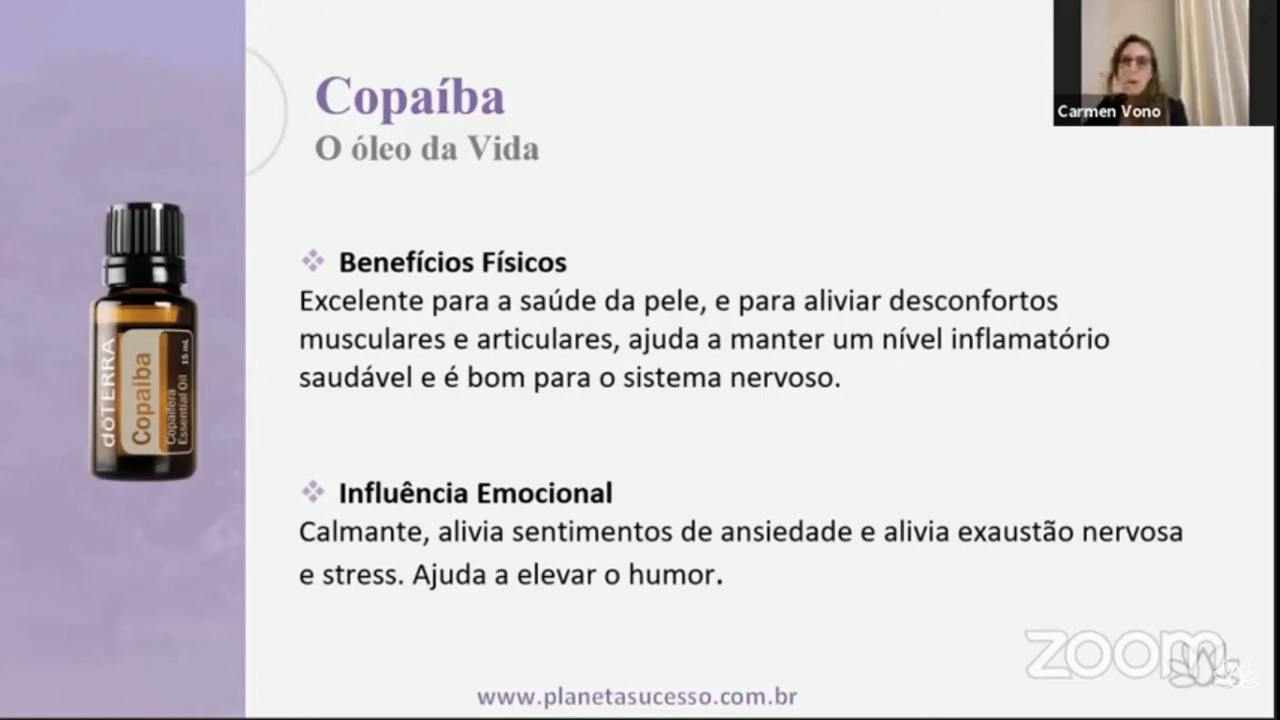 Copaíba
O óleo da Vida
Carmen Vono
Benefícios Físicos
Excelente para a saúde da pele, e para aliviar desconfortos
musculares e articulares, ajuda a manter um nível inflamatório
saudável e é bom para o sistema nervoso.
dōTERRA
Copaiba
Copaifera
Essential Oil 15 mL
Influência Emocional
Calmante, alivia sentimentos de ansiedade e alivia exaustão nervosa
e stress. Ajuda a elevar o humor.
zoom
www.planetasucesso.com.br